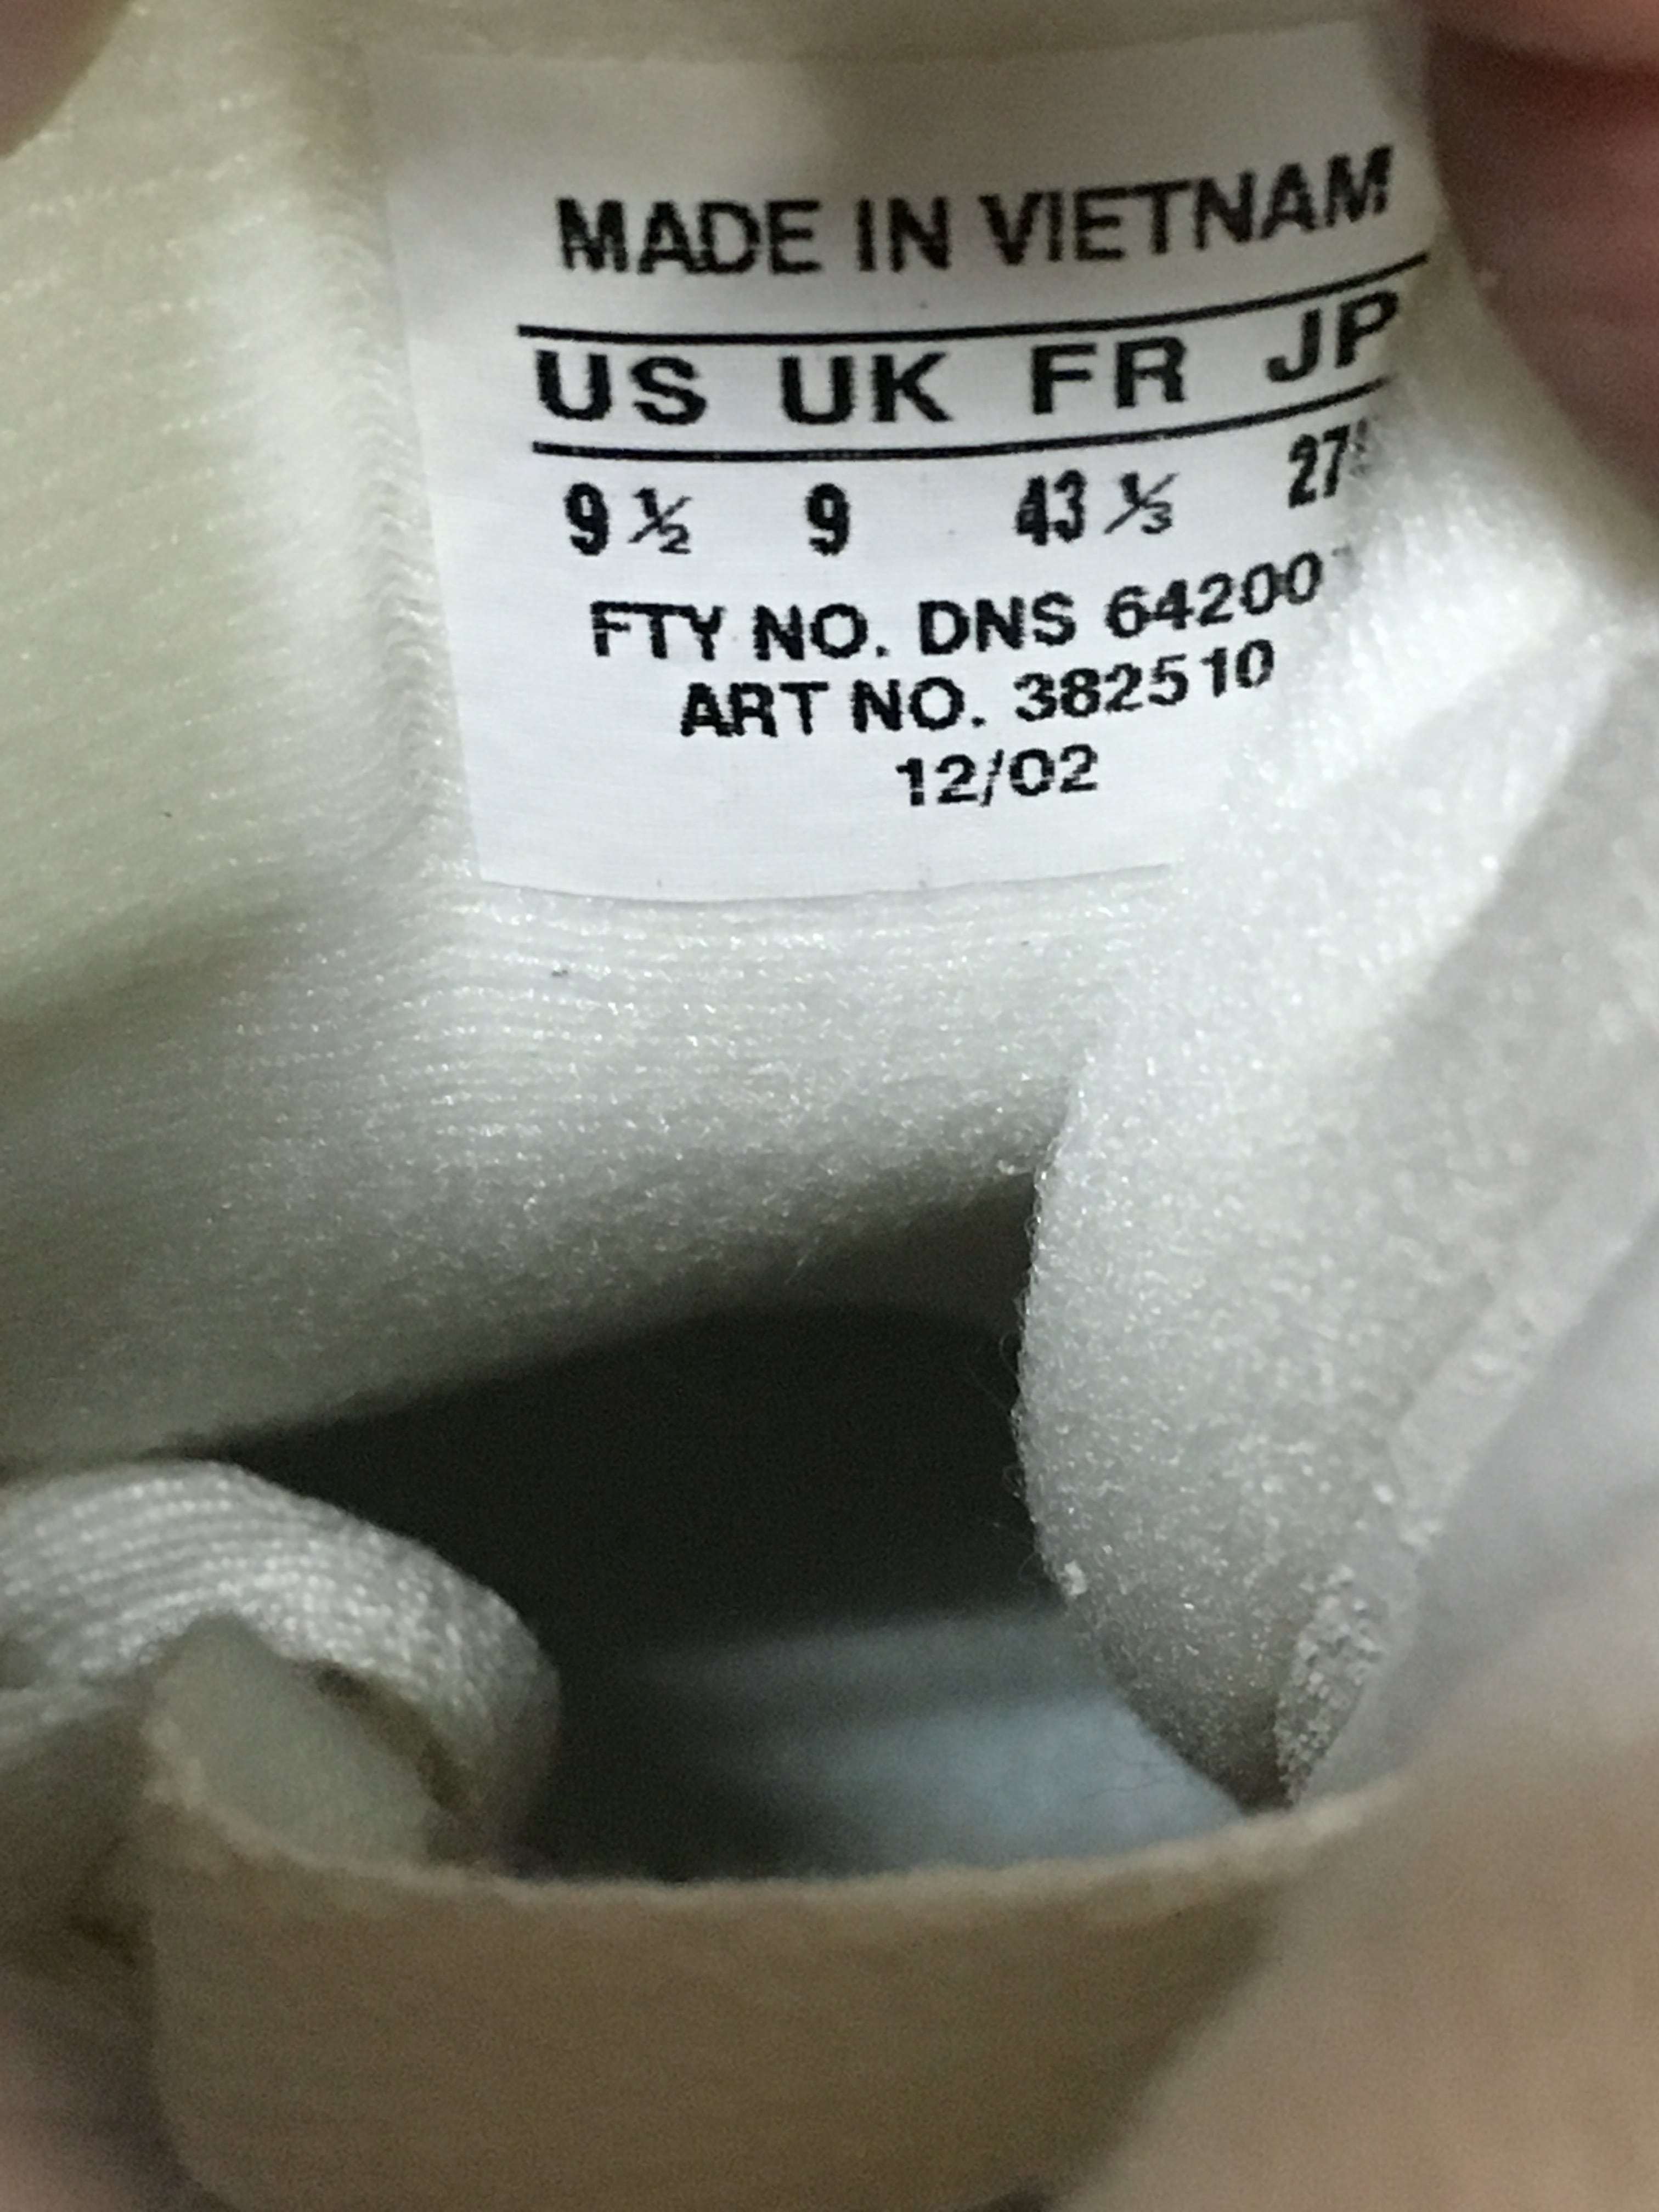 MADE IN VIETNAM
US UK FR JP
9 ½ 9 43 ⅓
FTY NO. DNS
ART NO. 382510
12/02